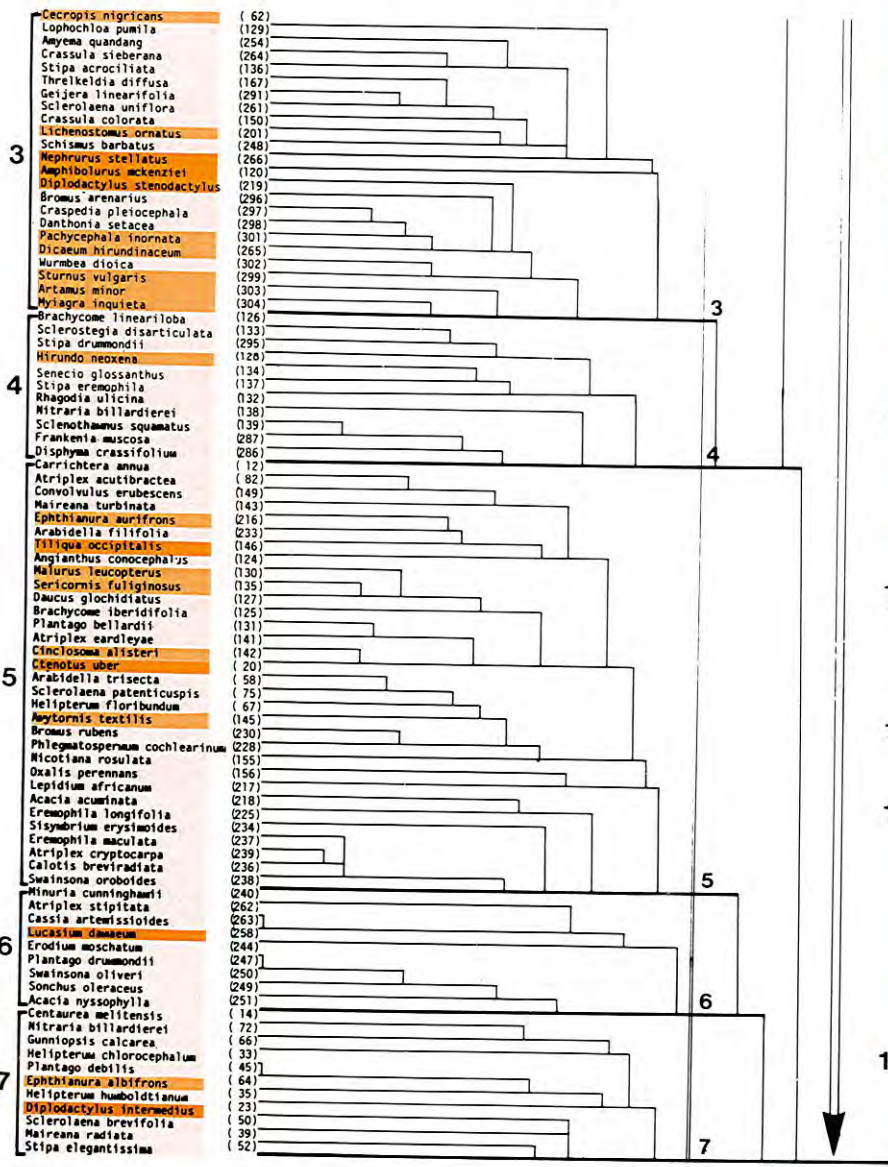 Cecropis nigricans ( 62)
Lophochloa pumila (129)
Amyema quandang (254)
Crassula sieberana (264)
Stipa acrociliata (136)
Threlkeldia diffusa (167)
Geijera linearifolia (291)
Sclerolaena uniflora (261)
Crassula colorata (150)
Lichenostomus ornatus (201)
3
Schismus barbatus (248)
Nephrurus stellatus (266)
Amphibolurus mckenziei (120)
Diplodactylus stenodactylus (219)
Bromus arenarius (296)
Craspedia pleiocephala (297)
Danthonia setacea (298)
Pachycephala inornata (301)
Dicaeum hirundinaceum (265)
Wurmbea dioica (302)
Sturnus vulgaris (299)
Artamus minor (303)
Myiagra inquieta (304) 3
Brachycome lineariloba (126)
Sclerostegia disarticulata (133)
Stipa drummondii (295)
Hirundo neoxena (128)
Senecio glossanthus (134)
4 Stipa eremophila (137)
Rhagodia ulicina (132)
Nitraria billardierei (138)
Sclenothamnus squamatus (139)
Frankenia muscosa (287)
Disphyma crassifolium (286) 4
Carrichtera annua ( 12)
Atriplex acutibractea ( 82)
Convolvulus erubescens (149)
Maireana turbinata (143)
Ephthianura aurifrons (216)
Arabidella filifolia (233)
Tiliqua occipitalis (146)
Angianthus conocephalus (124)
Malurus leucopterus (130)
Sericornis fuliginosus (135)
Daucus glochidiatus (127)
Brachycome iberidifolia (125)
Plantago bellardii (131)
Atriplex eardleyae (141)
Cinclosoma alisteri (142)
Ctenotus uber ( 20)
5 Arabidella trisecta ( 58)
Sclerolaena patenticuspis ( 75)
Helipterum floribundum ( 67)
Amytornis textilis (145)
Bromus rubens (230)
Phlegmatospermum cochlearinum (228)
Nicotiana rosulata (155)
Oxalis perennans (156)
Lepidium africanum (217)
Acacia acuminata (218)
Eremophila longifolia (225)
Sisymbrium erysimoides (234)
Eremophila maculata (237)
Atriplex cryptocarpa (239)
Calotis breviradiata (236)
Swainsona oroboides (238) 5
Minuria cunninghamii (240)
Atriplex stipitata (262)
Cassia artemissioides (263)
Lucasium damaeum (258)
6 Erodium moschatum (244)
Plantago drummondii (247)
Swainsona oliveri (250)
Sonchus oleraceus (249)
Acacia nyssophylla (251) 6
Centaurea melitensis ( 14)
Nitraria billardierei ( 72)
Gunniopsis calcarea ( 66)
Helipterum chlorocephalum ( 33)
Plantago debilis ( 45) 1
7 Ephthianura albifrons ( 64)
Helipterum humboldtianum ( 35)
Diplodactylus intermedius ( 23)
Sclerolaena brevifolia ( 50)
Maireana radiata ( 39)
Stipa elegantissima ( 52) 7